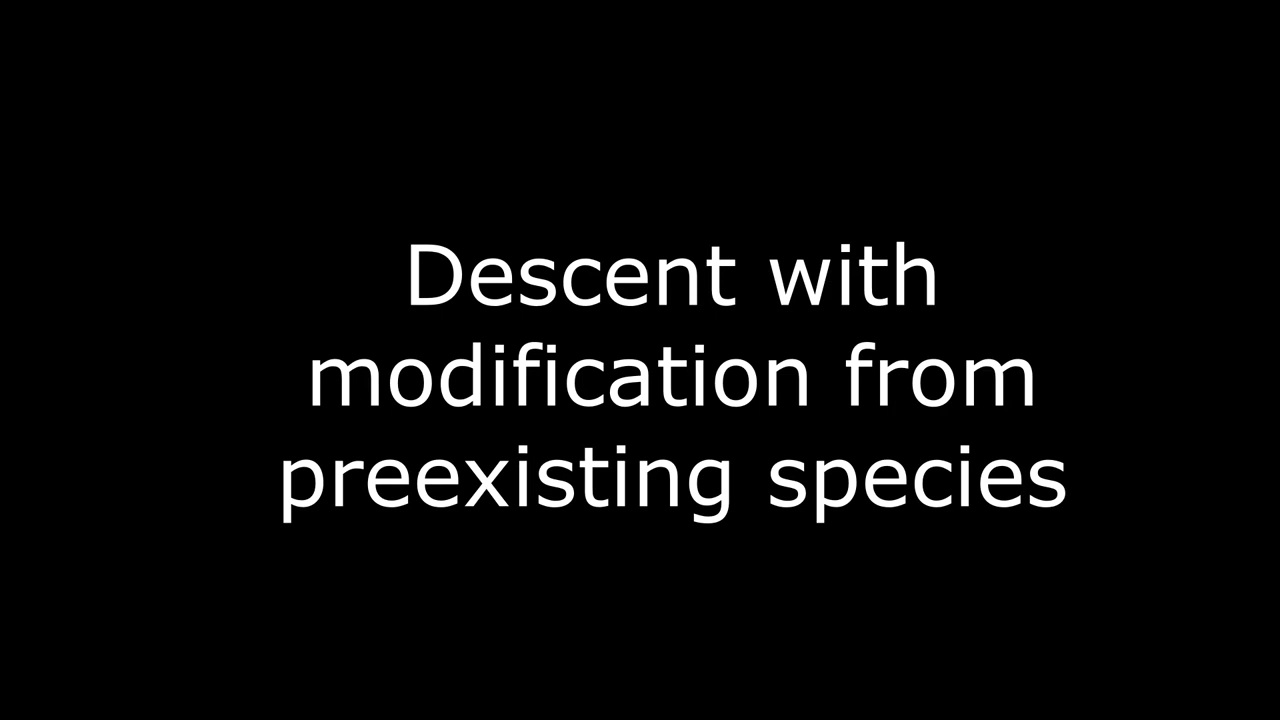 Descent with
modification from
preexisting species